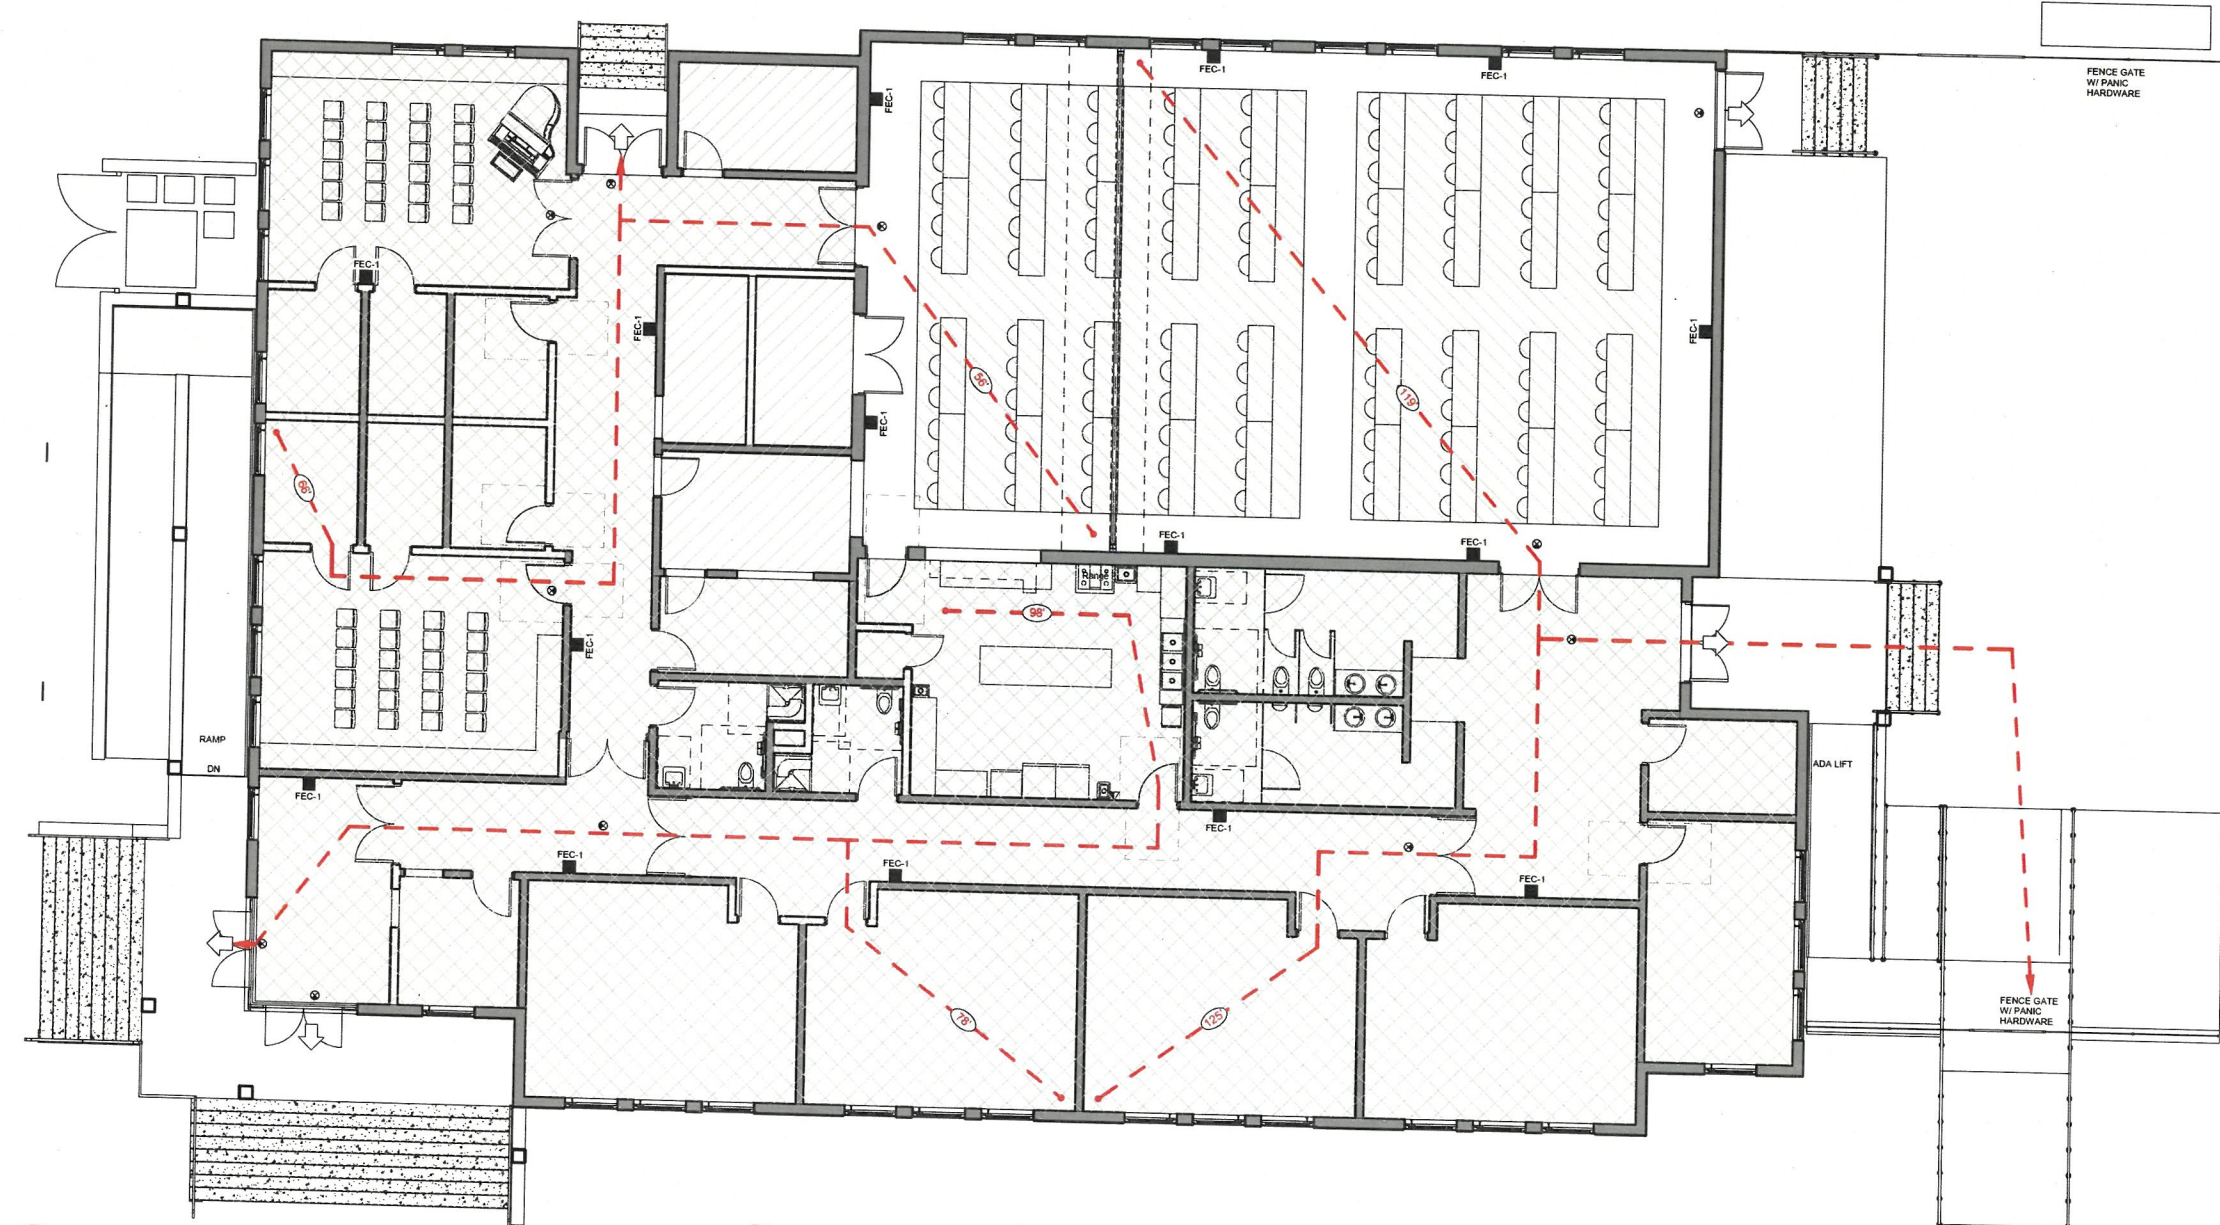 FENCE GATE
W/ PANIC
HARDWARE
FEC-1
FEC-1
FEC-1
FEC-1
FEC-1
FEC-1
56'
119'
FEC-1
66'
FEC-1
FEC-1
Range
98'
FEC-1
RAMP
DN
ADA LIFT
FEC-1
FEC-1
FEC-1
FEC-1
FEC-1
78'
125'
FENCE GATE
W/ PANIC
HARDWARE